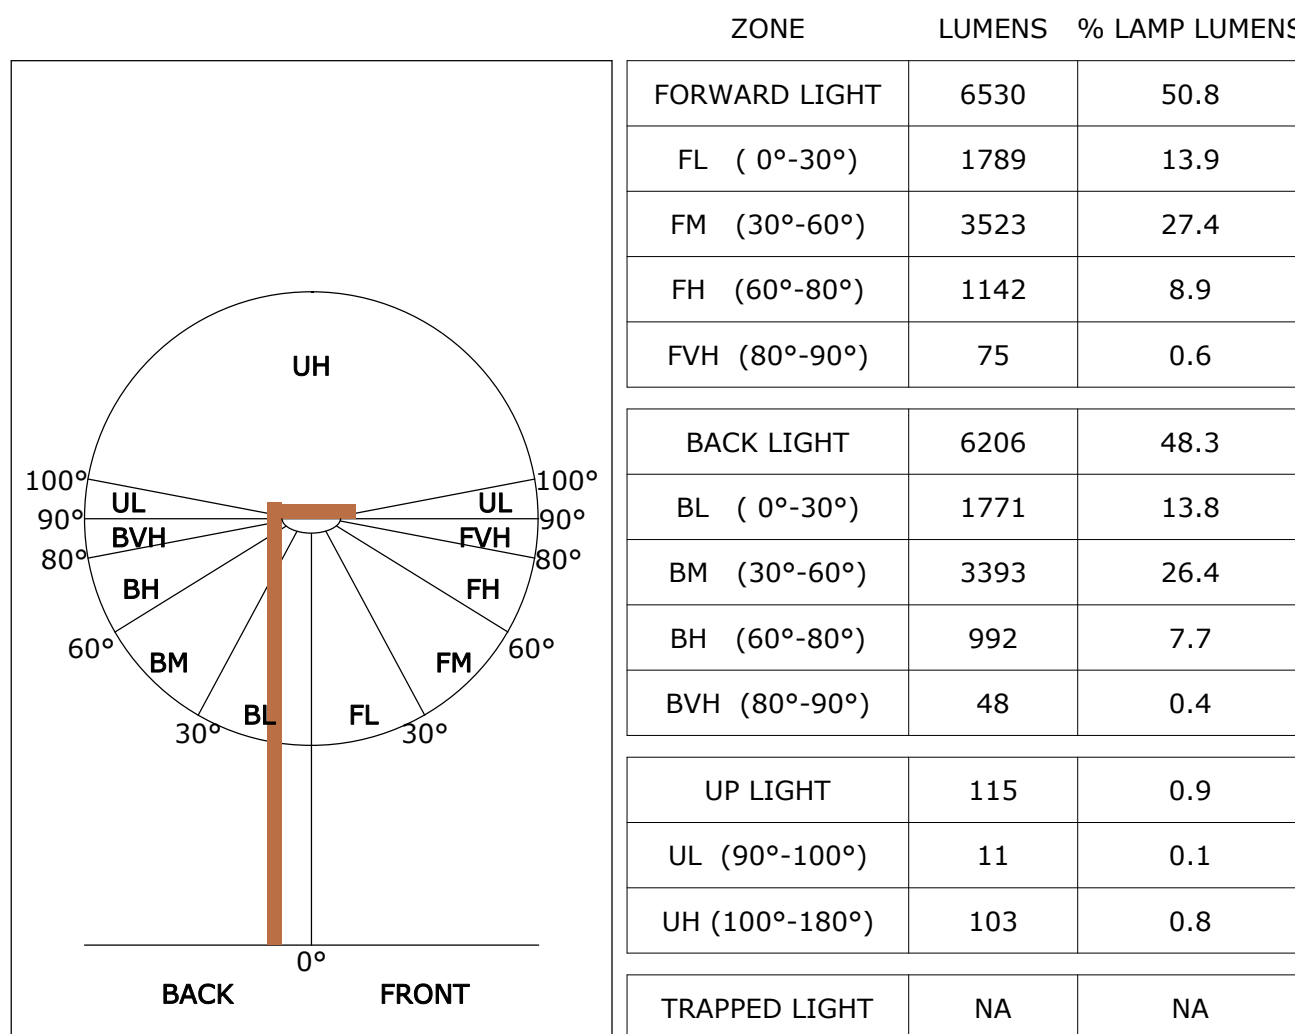 ZONE LUMENS % LAMP LUMENS
FORWARD LIGHT 6530 50.8
FL ( 0°-30°) 1789 13.9
FM (30°-60°) 3523 27.4
FH (60°-80°) 1142 8.9
FVH (80°-90°) 75 0.6
BACK LIGHT 6206 48.3
BL ( 0°-30°) 1771 13.8
BM (30°-60°) 3393 26.4
BH (60°-80°) 992 7.7
BVH (80°-90°) 48 0.4
UP LIGHT 115 0.9
UL (90°-100°) 11 0.1
UH (100°-180°) 103 0.8
TRAPPED LIGHT NA NA
UH
100° 100°
UL UL
90° 90°
BVH FVH
80° 80°
BH FH
60° 60°
BM FM
BL FL
30° 30°
0°
BACK FRONT